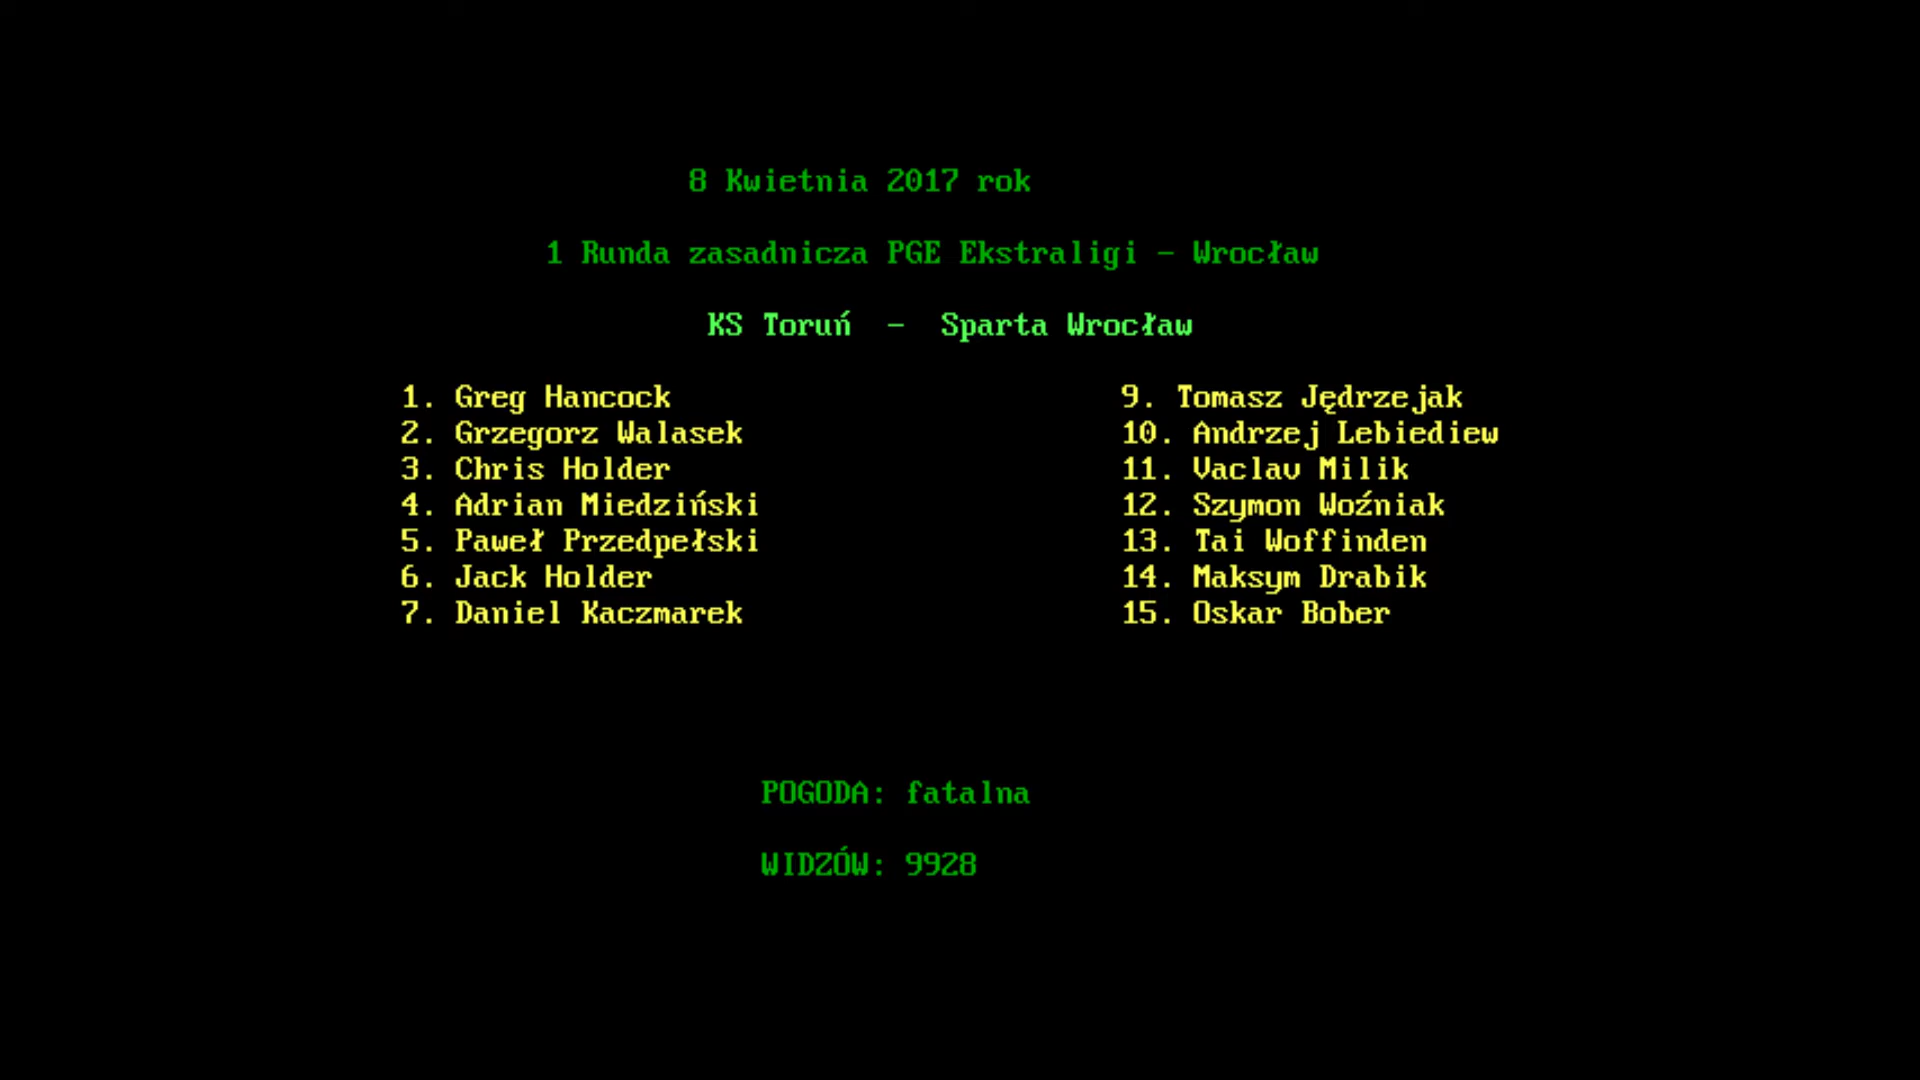 8 Kwietnia 2017 rok
1 Runda zasadnicza PGE Ekstraligi - Wrocław
KS Toruń - Sparta Wrocław
1. Greg Hancock
2. Grzegorz Walasek
3. Chris Holder
4. Adrian Miedziński
5. Paweł Przedpełski
6. Jack Holder
7. Daniel Kaczmarek
9. Tomasz Jędrzejak
10. Andrzej Lebiediew
11. Vaclav Milik
12. Szymon Woźniak
13. Tai Woffinden
14. Maksym Drabik
15. Oskar Bober
POGODA: fatalna
WIDZÓW: 9928